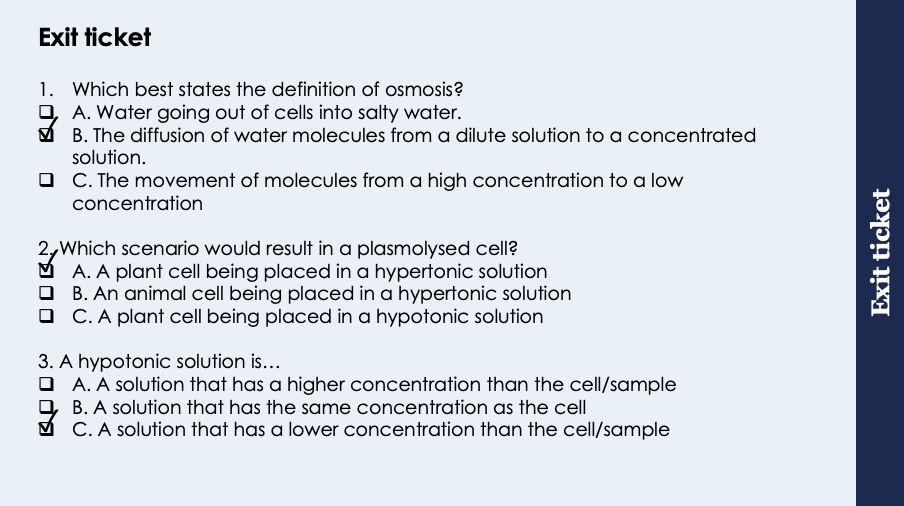 Exit ticket
1. Which best states the definition of osmosis?
A. Water going out of cells into salty water.
B. The diffusion of water molecules from a dilute solution to a concentrated
solution.
C. The movement of molecules from a high concentration to a low
concentration
2. Which scenario would result in a plasmolysed cell?
A. A plant cell being placed in a hypertonic solution
B. An animal cell being placed in a hypertonic solution
C. A plant cell being placed in a hypotonic solution
3. A hypotonic solution is...
A. A solution that has a higher concentration than the cell/sample
B. A solution that has the same concentration as the cell
C. A solution that has a lower concentration than the cell/sample
Exit ticket